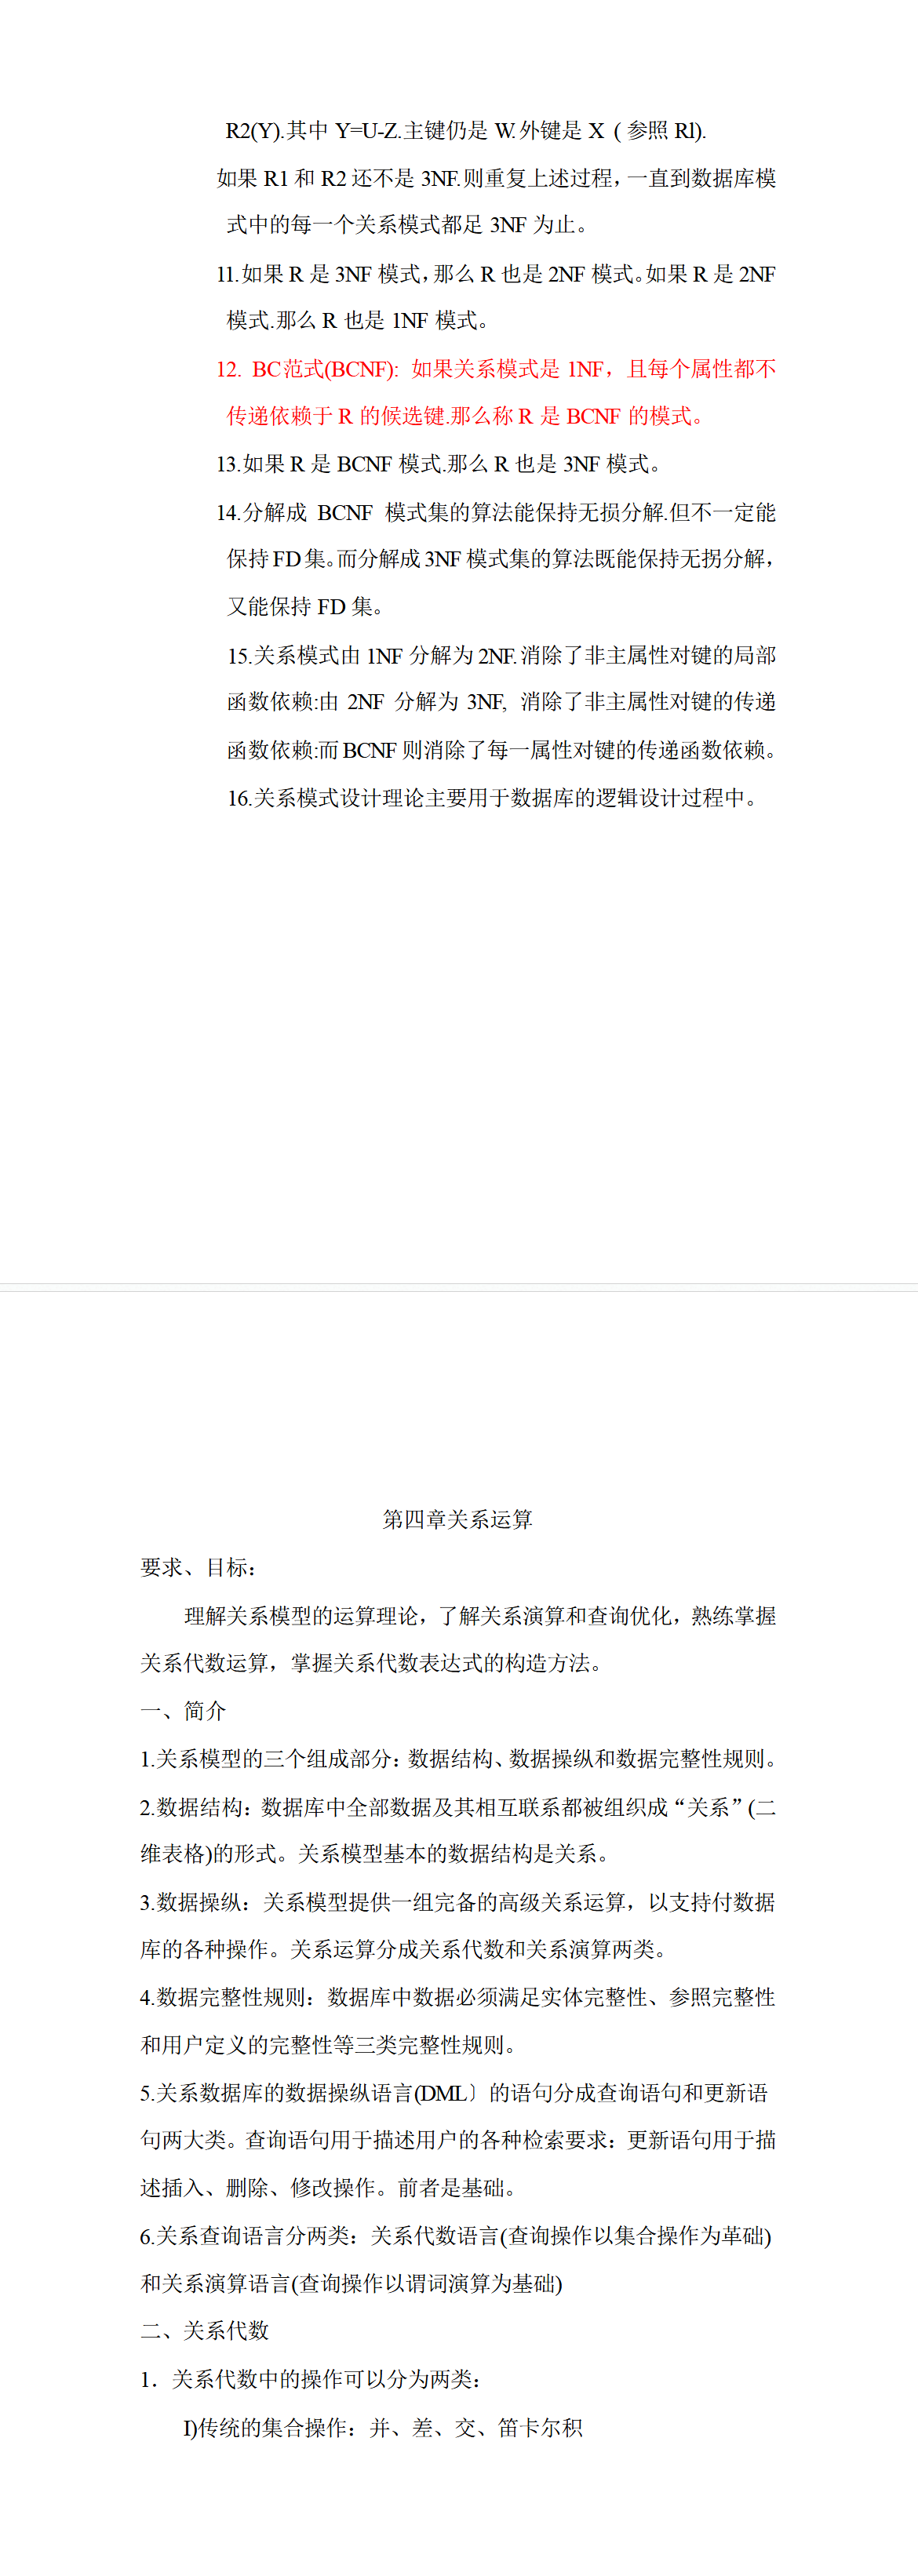 R2(Y).其中 Y=U-Z.主键仍是 W.外键是 X ( 参照 Rl).
如果 R1 和 R2 还不是 3NF.则重复上述过程，一直到数据库模
式中的每一个关系模式都足 3NF 为止。
11.如果 R 是 3NF 模式，那么 R 也是 2NF 模式。如果 R 是 2NF
模式.那么 R 也是 1NF 模式。
12. BC范式(BCNF): 如果关系模式是 1NF，且每个属性都不
传递依赖于 R 的候选键.那么称 R 是 BCNF 的模式。
13.如果 R 是 BCNF 模式.那么 R 也是 3NF 模式。
14.分解成 BCNF 模式集的算法能保持无损分解.但不一定能
保持 FD 集。而分解成 3NF 模式集的算法既能保持无拐分解，
又能保持 FD 集。
15.关系模式由 1NF 分解为 2NF.消除了非主属性对键的局部
函数依赖:由 2NF 分解为 3NF, 消除了非主属性对键的传递
函数依赖:而 BCNF 则消除了每一属性对键的传递函数依赖。
16.关系模式设计理论主要用于数据库的逻辑设计过程中。
第四章关系运算
要求、目标：
理解关系模型的运算理论，了解关系演算和查询优化，熟练掌握
关系代数运算，掌握关系代数表达式的构造方法。
一、简介
1.关系模型的三个组成部分：数据结构、数据操纵和数据完整性规则。
2.数据结构：数据库中全部数据及其相互联系都被组织成“关系”(二
维表格)的形式。关系模型基本的数据结构是关系。
3.数据操纵：关系模型提供一组完备的高级关系运算，以支持付数据
库的各种操作。关系运算分成关系代数和关系演算两类。
4.数据完整性规则：数据库中数据必须满足实体完整性、参照完整性
和用户定义的完整性等三类完整性规则。
5.关系数据库的数据操纵语言(DML〕的语句分成查询语句和更新语
句两大类。查询语句用于描述用户的各种检索要求：更新语句用于描
述插入、删除、修改操作。前者是基础。
6.关系查询语言分两类：关系代数语言(查询操作以集合操作为革础)
和关系演算语言(查询操作以谓词演算为基础)
二、关系代数
1．关系代数中的操作可以分为两类：
I)传统的集合操作：并、差、交、笛卡尔积